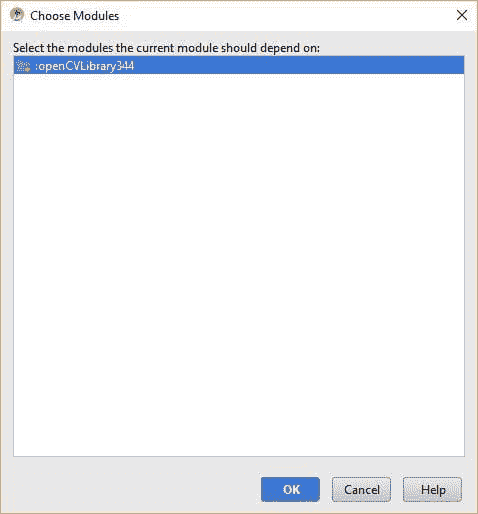 Choose Modules
Select the modules the current module should depend on:
:openCVLibrary344
OK Cancel Help